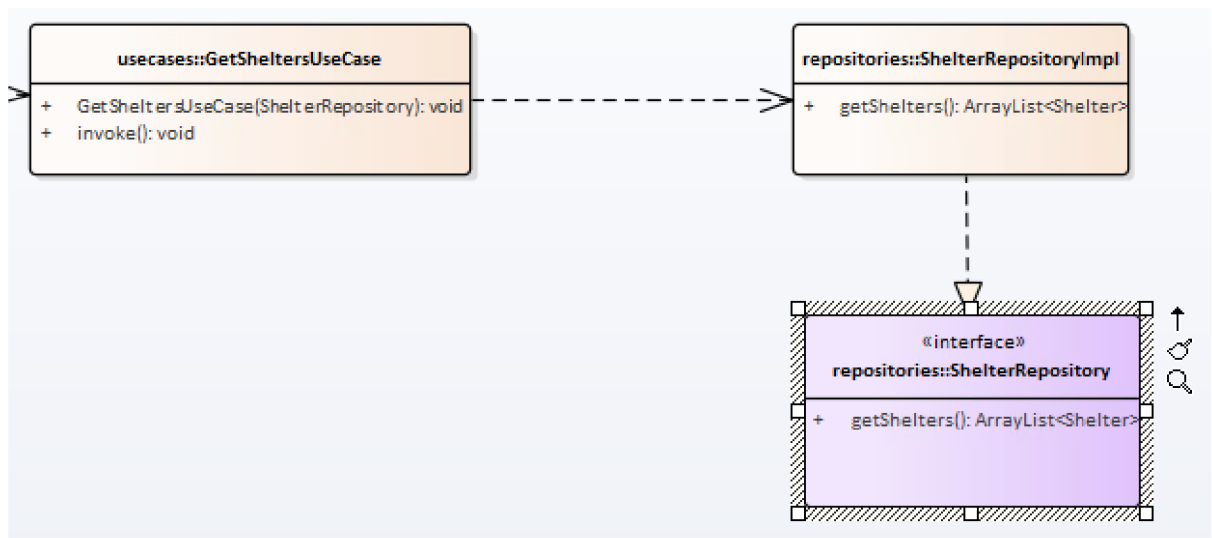 usecases::GetSheltersUseCase
+ GetSheltersUseCase(ShelterRepository): void
+ invoke(): void
repositories::ShelterRepositoryImpl
+ getShelters(): ArrayList<Shelter>
«interface»
repositories::ShelterRepository
+ getShelters(): ArrayList<Shelter>